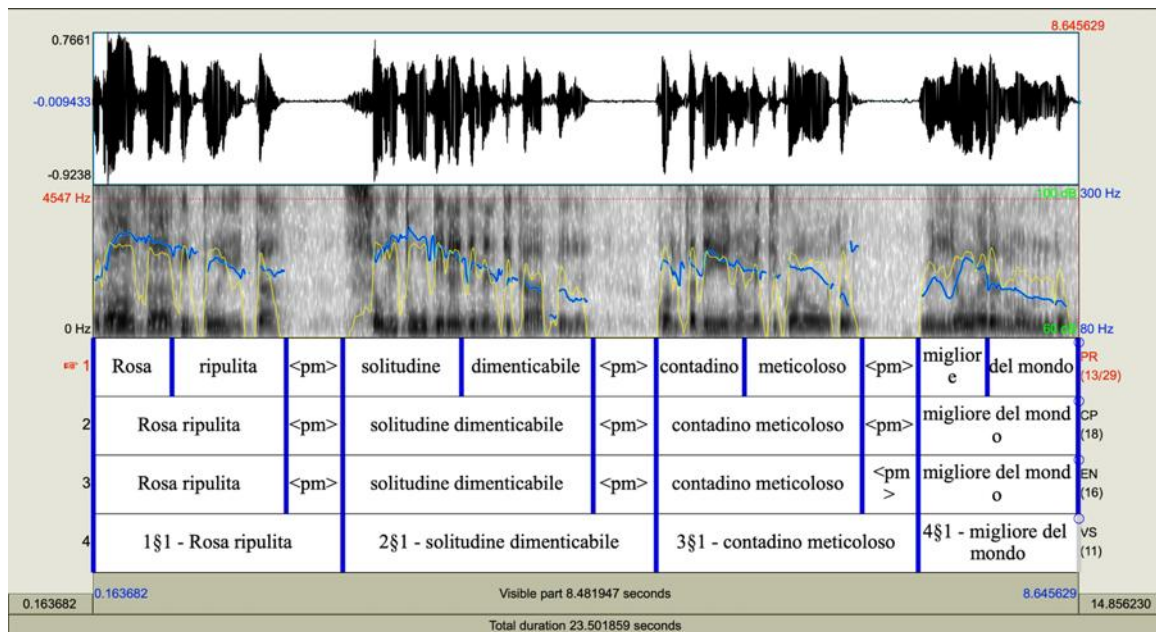 8.645629
0.7661
-0.009433
-0.9238
4547 Hz
100 dB
300 Hz
0 Hz
60 dB
80 Hz
☞ 1
Rosa
ripulita
<pm>
solitudine
dimenticabile
<pm>
contadino
meticoloso
<pm>
miglior
e
del mondo
PR
(13/29)
2
Rosa ripulita
<pm>
solitudine dimenticabile
<pm>
contadino meticoloso
<pm>
migliore del mond
o
CP
(18)
3
Rosa ripulita
<pm>
solitudine dimenticabile
<pm>
contadino meticoloso
<pm
>
migliore del mond
o
EN
(16)
4
1§1 - Rosa ripulita
2§1 - solitudine dimenticabile
3§1 - contadino meticoloso
4§1 - migliore del
mondo
VS
(11)
0.163682
0.163682
Visible part 8.481947 seconds
8.645629
14.856230
Total duration 23.501859 seconds